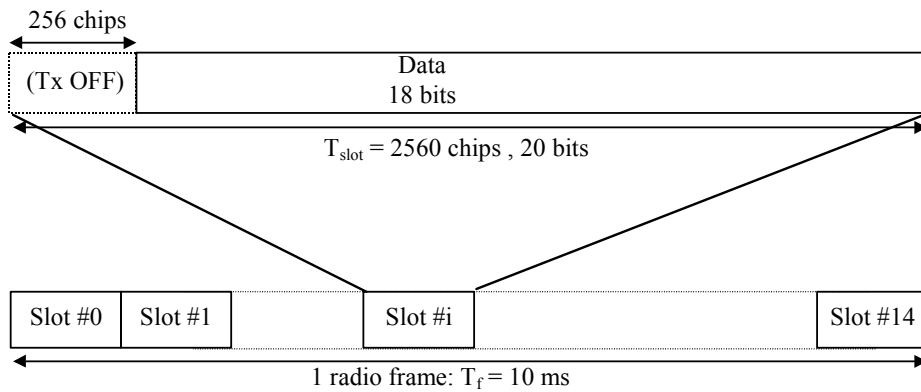 256 chips
(Tx OFF)
Data
18 bits
T_slot = 2560 chips , 20 bits
Slot #0
Slot #1
Slot #i
Slot #14
1 radio frame: T_f = 10 ms